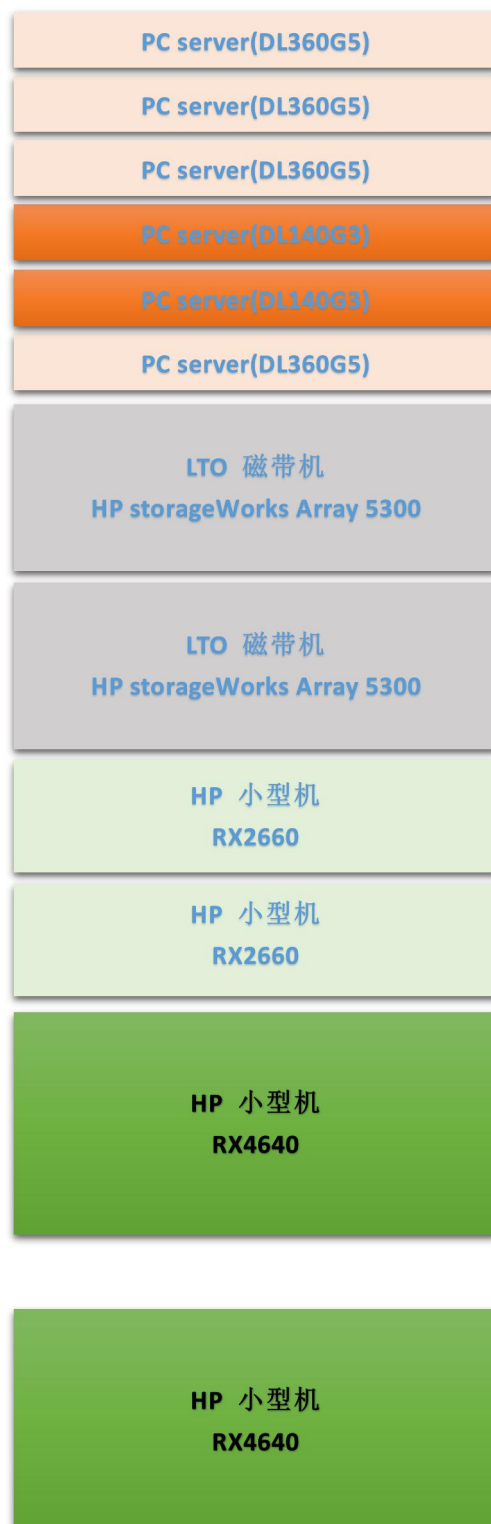 PC server(DL360G5)
PC server(DL360G5)
PC server(DL360G5)
PC server(DL140G3)
PC server(DL140G3)
PC server(DL360G5)
LTO 磁带机
HP storageWorks Array 5300
LTO 磁带机
HP storageWorks Array 5300
HP 小型机
RX2660
HP 小型机
RX2660
HP 小型机
RX4640
HP 小型机
RX4640